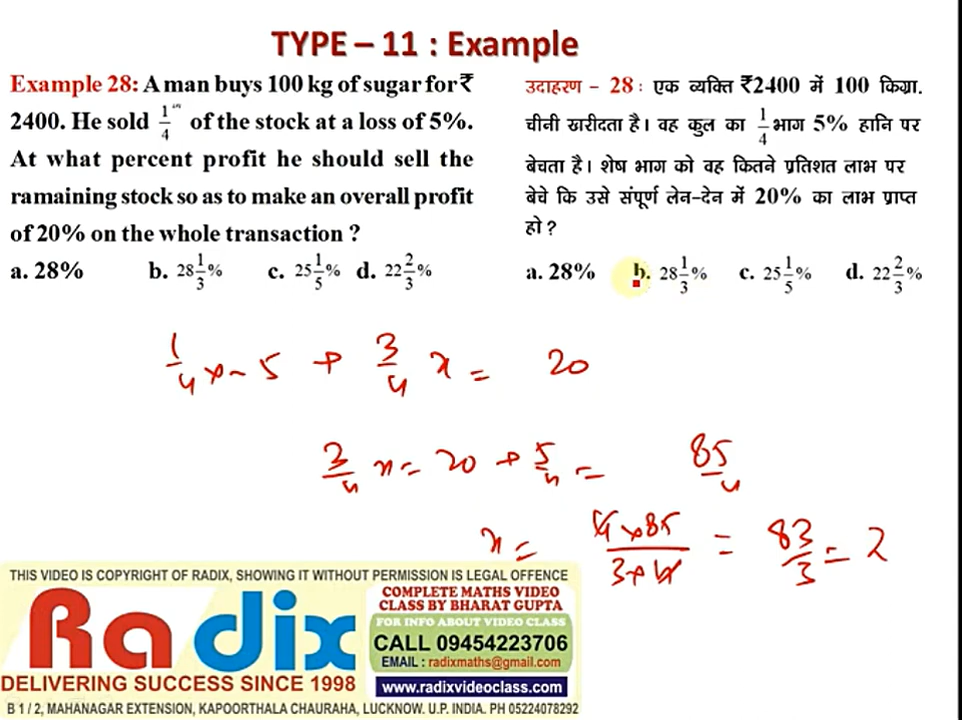 TYPE – 11 : Example
Example 28: A man buys 100 kg of sugar for ₹
2400. He sold 1/4 th of the stock at a loss of 5%.
At what percent profit he should sell the
ramaining stock so as to make an overall profit
of 20% on the whole transaction ?
a. 28% b. 28 1/3% c. 25 1/5% d. 22 2/3%
उदाहरण – 28 : एक व्यक्ति ₹2400 में 100 किग्रा.
चीनी खरीदता है। वह कुल का 1/4 भाग 5% हानि पर
बेचता है। शेष भाग को वह कितने प्रतिशत लाभ पर
बेचे कि उसे संपूर्ण लेन-देन में 20% का लाभ प्राप्त
हो ?
a. 28% b. 28 1/3% c. 25 1/5% d. 22 2/3%
1/4 × - 5 + 3/4 x = 20
3/4 x = 20 + 5/4 = 85/4
x = 4 × 85 / 3 × 4 = 83/3 = 2
THIS VIDEO IS COPYRIGHT OF RADIX, SHOWING IT WITHOUT PERMISSION IS LEGAL OFFENCE
Radix
DELIVERING SUCCESS SINCE 1998
COMPLETE MATHS VIDEO
CLASS BY BHARAT GUPTA
FOR INFO ABOUT VIDEO CLASS
CALL 09454223706
EMAIL : radixmaths@gmail.com
www.radixvideoclass.com
B 1 / 2, MAHANAGAR EXTENSION, KAPOORTHALA CHAURAHA, LUCKNOW. U.P. INDIA. PH 05224078292